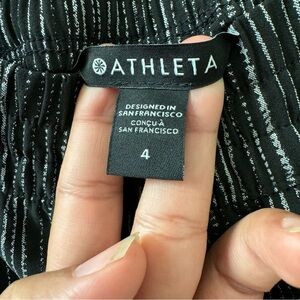 ATHLETA
DESIGNED IN
SAN FRANCISCO
CONÇU À
SAN FRANCISCO
4